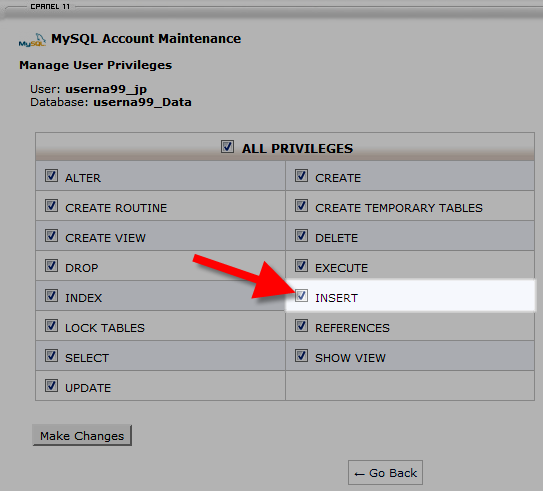 CPANEL 11
MySQL MySQL Account Maintenance
Manage User Privileges
User: userna99_jp
Database: userna99_Data
ALL PRIVILEGES
ALTER CREATE
CREATE ROUTINE CREATE TEMPORARY TABLES
CREATE VIEW DELETE
DROP EXECUTE
INDEX INSERT
LOCK TABLES REFERENCES
SELECT SHOW VIEW
UPDATE
Make Changes
← Go Back